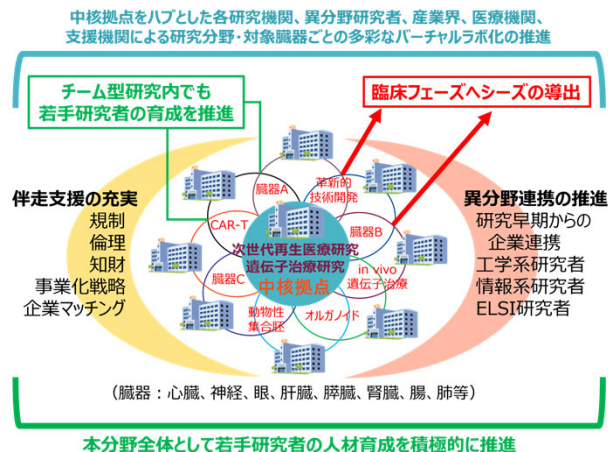 中核拠点をハブとした各研究機関、異分野研究者、産業界、医療機関、
支援機関による研究分野・対象臓器ごとの多彩なバーチャルラボ化の推進
チーム型研究内でも
若手研究者の育成を推進
臨床フェーズへシーズの導出
伴走支援の充実
規制
倫理
知財
事業化戦略
企業マッチング
臓器A
革新的
技術開発
CAR-T
臓器B
次世代再生医療研究
遺伝子治療研究
中核拠点
臓器C
in vivo
遺伝子治療
動物性
集合胚
オルガノイド
異分野連携の推進
研究早期からの
企業連携
工学系研究者
情報系研究者
ELSI研究者
(臓器：心臓、神経、眼、肝臓、膵臓、腎臓、腸、肺等)
本分野全体として若手研究者の人材育成を積極的に推進